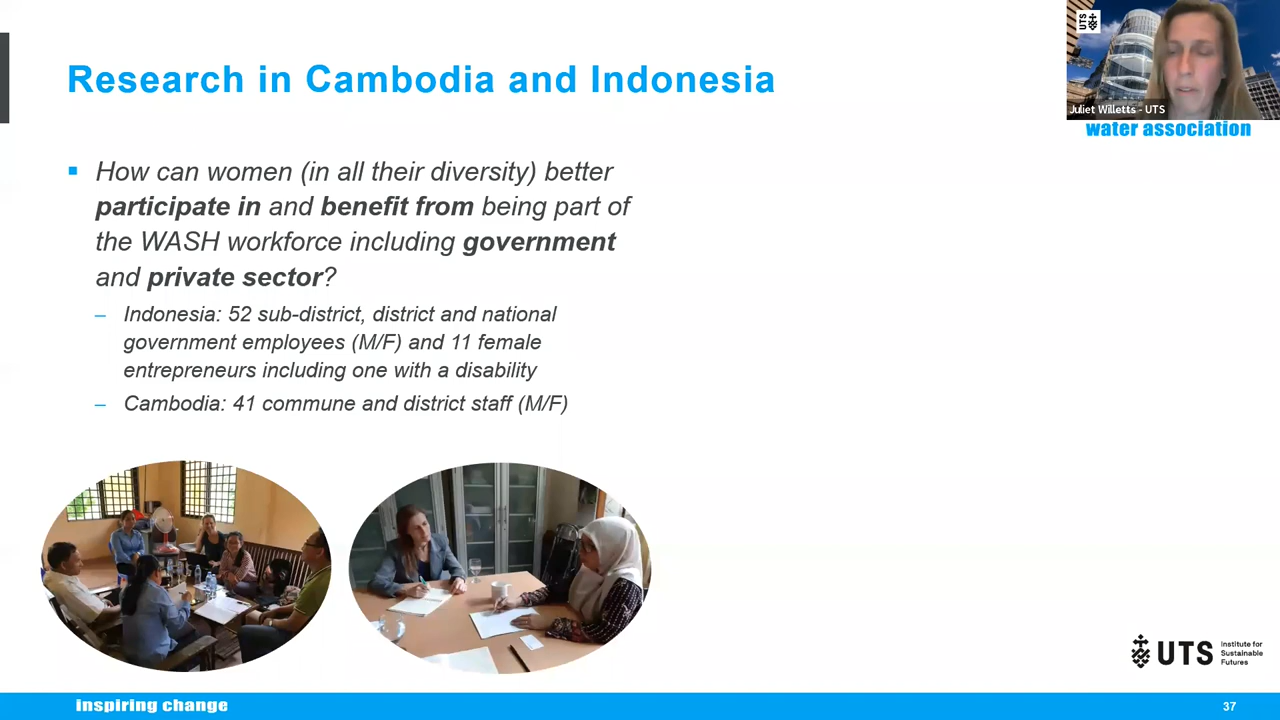 Research in Cambodia and Indonesia
UTS
Juliet Willetts - UTS
water association
▪ How can women (in all their diversity) better
participate in and benefit from being part of
the WASH workforce including government
and private sector?
– Indonesia: 52 sub-district, district and national
government employees (M/F) and 11 female
entrepreneurs including one with a disability
– Cambodia: 41 commune and district staff (M/F)
UTS
Institute for
Sustainable
Futures
inspiring change
37